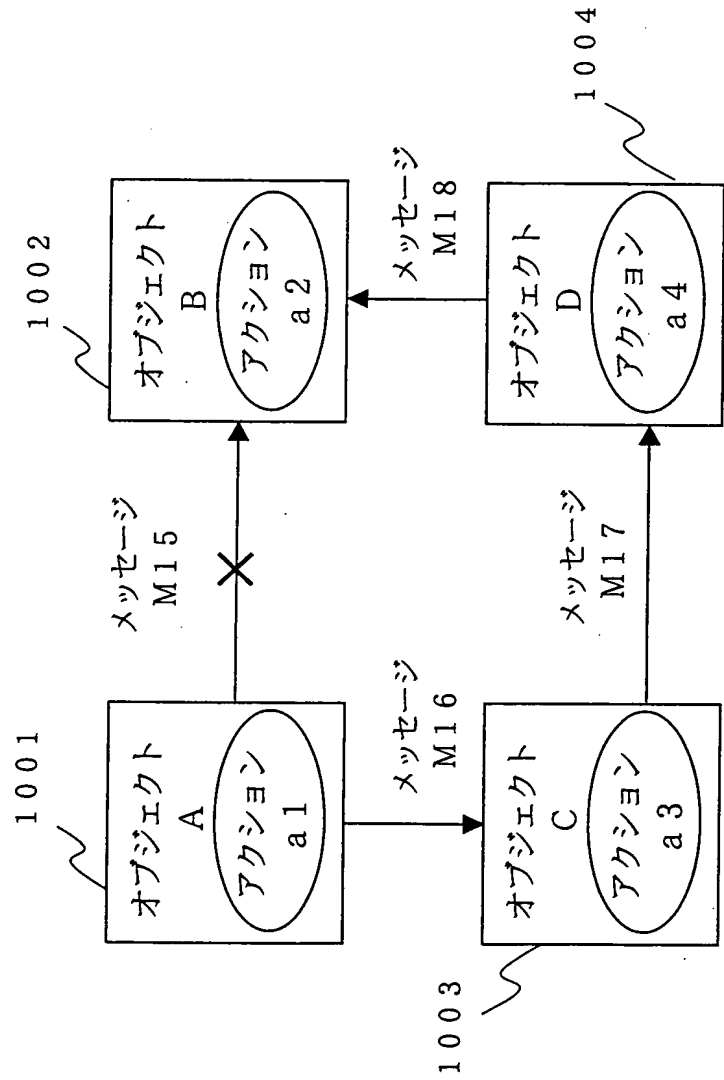 1001
オブジェクト
A
アクション
a1
メッセージ
M15
1002
オブジェクト
B
アクション
a2
メッセージ
M16
メッセージ
M18
1003
オブジェクト
C
アクション
a3
メッセージ
M17
オブジェクト
D
アクション
a4
1004